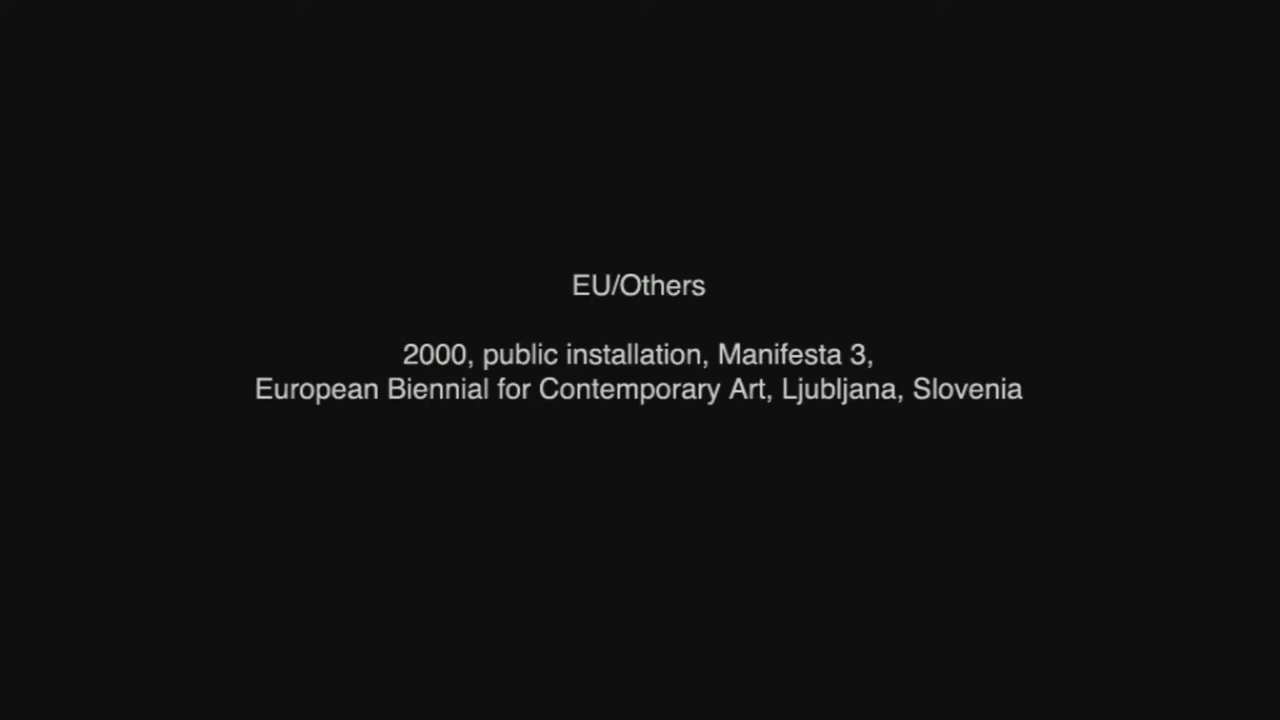 EU/Others
2000, public installation, Manifesta 3,
European Biennial for Contemporary Art, Ljubljana, Slovenia